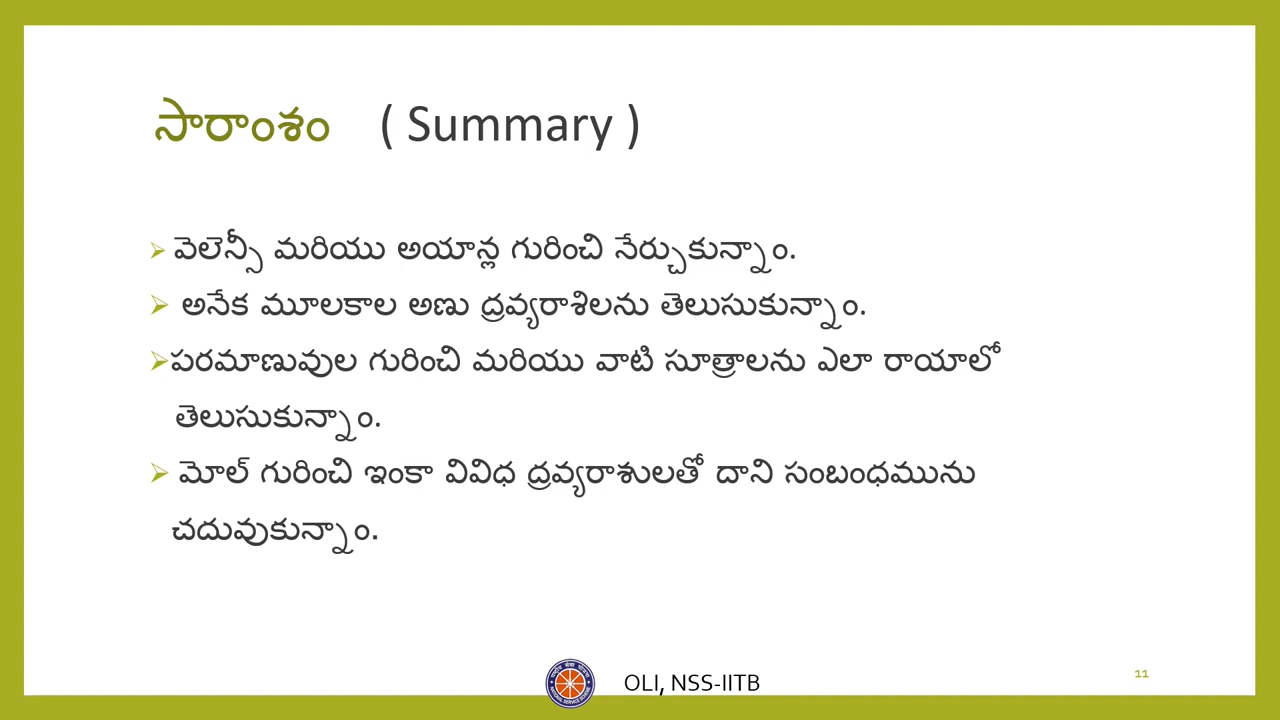 సారాంశం ( Summary )
వెలెన్సీ మరియు అయాన్ల గురించి నేర్చుకున్నాం.
అనేక మూలకాల అణు ద్రవ్యరాశిలను తెలుసుకున్నాం.
పరమాణువుల గురించి మరియు వాటి సూత్రాలను ఎలా రాయాలో
తెలుసుకున్నాం.
మోల్ గురించి ఇంకా వివిధ ద్రవ్యరాశులతో దాని సంబంధమును
చదువుకున్నాం.
OLI, NSS-IITB
11